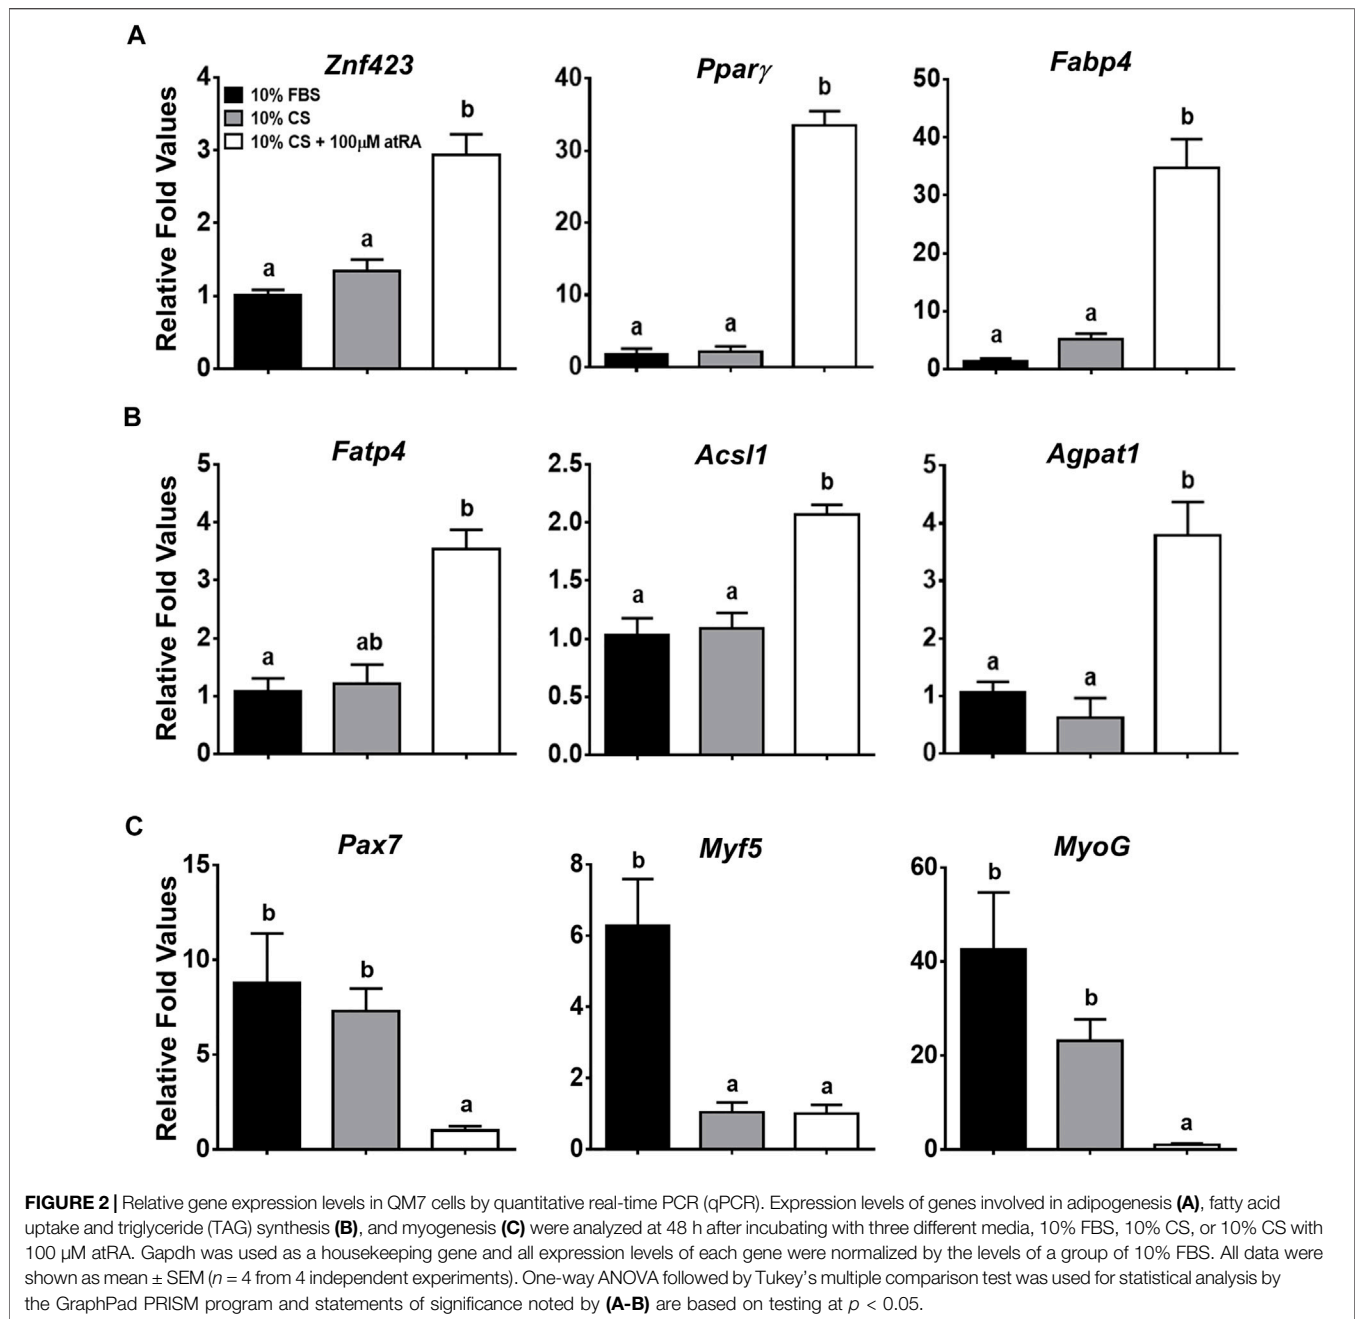 A
Znf423
Pparγ
Fabp4
Relative Fold Values
4
3
2
1
0
10% FBS
10% CS
10% CS + 100μM atRA
a
a
b
40
30
20
10
0
a
a
b
50
40
30
20
10
0
a
a
b
B
Fatp4
Acsl1
Agpat1
Relative Fold Values
5
4
3
2
1
0
a
ab
b
2.5
2.0
1.5
1.0
0.5
0.0
a
a
b
5
4
3
2
1
0
a
a
b
C
Pax7
Myf5
MyoG
Relative Fold Values
15
10
5
0
b
b
a
8
6
4
2
0
b
a
a
60
40
20
0
b
b
a
FIGURE 2 | Relative gene expression levels in QM7 cells by quantitative real-time PCR (qPCR). Expression levels of genes involved in adipogenesis (A), fatty acid
uptake and triglyceride (TAG) synthesis (B), and myogenesis (C) were analyzed at 48 h after incubating with three different media, 10% FBS, 10% CS, or 10% CS with
100 μM atRA. Gapdh was used as a housekeeping gene and all expression levels of each gene were normalized by the levels of a group of 10% FBS. All data were
shown as mean ± SEM (n = 4 from 4 independent experiments). One-way ANOVA followed by Tukey's multiple comparison test was used for statistical analysis by
the GraphPad PRISM program and statements of significance noted by (A-B) are based on testing at p < 0.05.